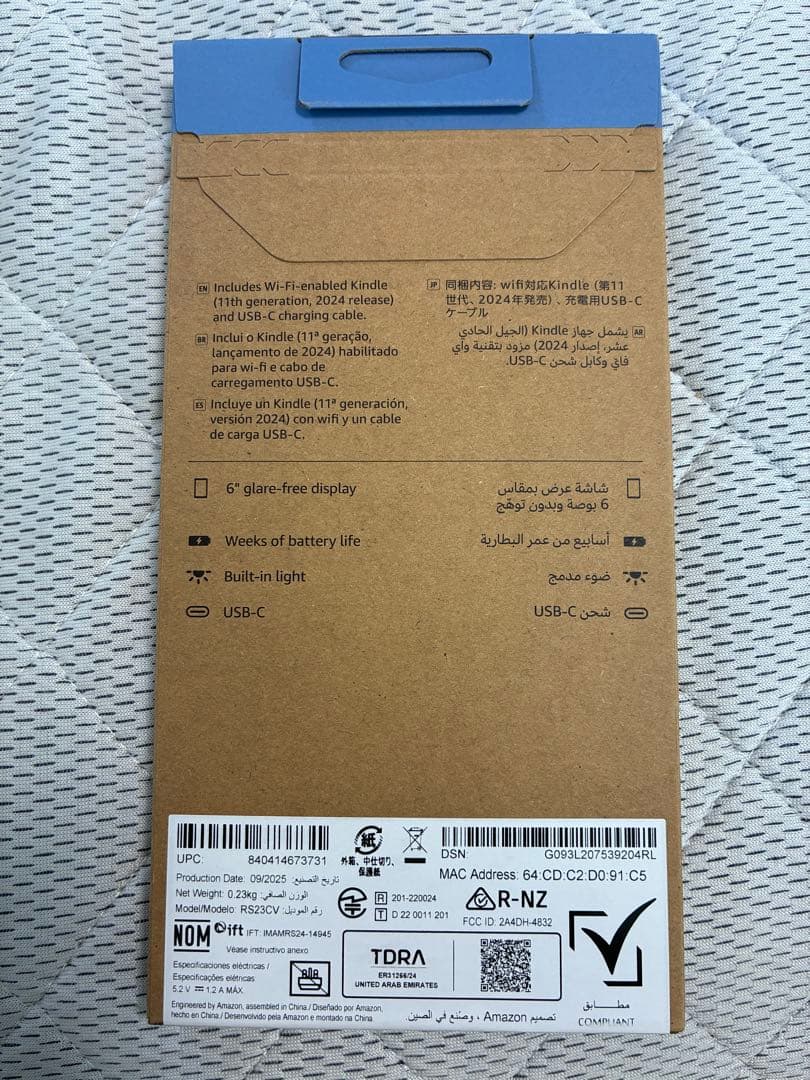 EN Includes Wi-Fi-enabled Kindle
(11th generation, 2024 release)
and USB-C charging cable.
BR Inclui o Kindle (11ª geração,
lançamento de 2024) habilitado
para wi-fi e cabo de
carregamento USB-C.
ES Incluye un Kindle (11ª generación,
versión 2024) con wifi y un cable
de carga USB-C.
JP 同梱内容: wifi対応Kindle (第11
世代、2024年発売) 、充電用USB-C
ケーブル
AR يشمل جهاز Kindle (الجيل الحادي
عشر، إصدار 2024) مزود بتقنية واي
فاي وكابل شحن USB-C.
6" glare-free display
شاشة عرض بمقاس
6 بوصة وبدون توهّج
Weeks of battery life
أسابيع من عمر البطارية
Built-in light
ضوء مدمج
USB-C
شحن USB-C
UPC: 840414673731
紙
外箱、中仕切り、
保護紙
DSN: G093L207539204RL
MAC Address: 64:CD:C2:D0:91:C5
Production Date: 09/2025 تاريخ التصنيع:
Net Weight: 0.23kg الوزن الصافي:
Model/Modelo: RS23CV رقم الموديل:
R 201-220024
T D 22 0011 201
R-NZ
FCC ID: 2A4DH-4832
NOM ift IFT: IMAMRS24-14945
Véase instructivo anexo
Especificaciones eléctricas /
Especificações elétricas
5.2 V ⎓ 1.2 A MÁX.
TDRA
ER31266/24
UNITED ARAB EMIRATES
مطابق
COMPLIANT
Engineered by Amazon, assembled in China / Diseñado por Amazon,
hecho en China / Desenvolvido pela Amazon e montado na China.
تصميم Amazon ، وصُنع في الصين.